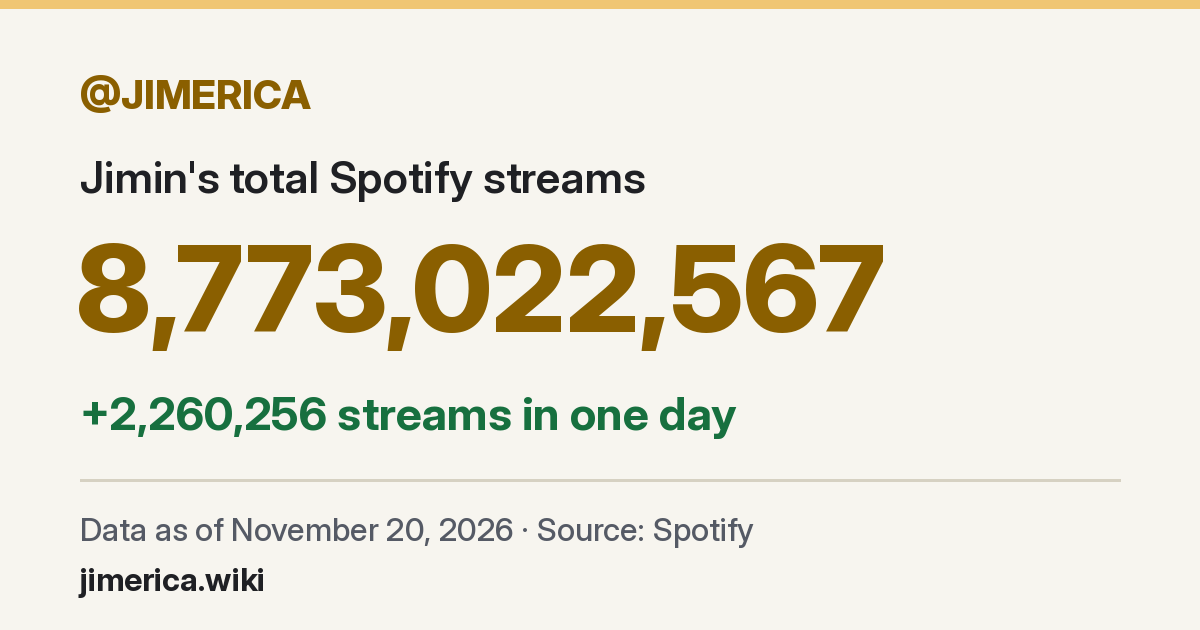 @JIMERICA
Jimin's total Spotify streams
8,773,022,567
+2,260,256 streams in one day
Data as of November 20, 2026 · Source: Spotify
jimerica.wiki